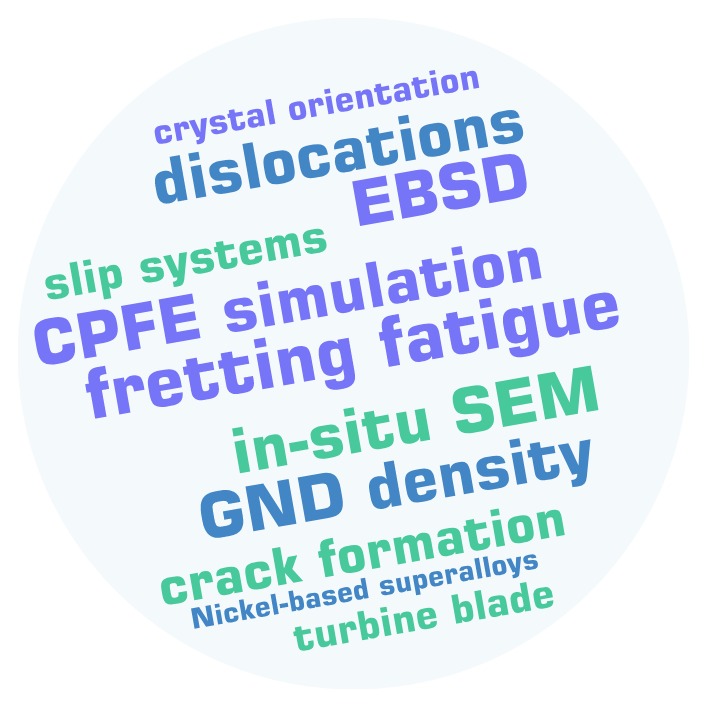 crystal orientation
dislocations
EBSD
slip systems
CPFE simulation
fretting fatigue
in-situ SEM
GND density
crack formation
Nickel-based superalloys
turbine blade